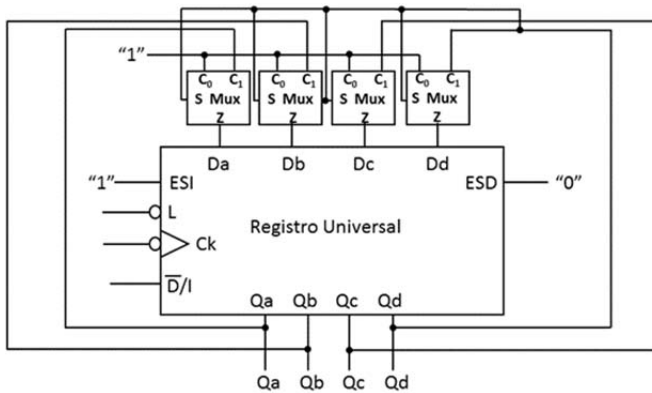 “1”
C₀ C₁ C₀ C₁ C₀ C₁ C₀ C₁
S Mux S Mux S Mux S Mux
Z Z Z Z
Da Db Dc Dd
“1” ESI ESD “0”
L
Registro Universal
Ck
D̅/I
Qa Qb Qc Qd
Qa Qb Qc Qd